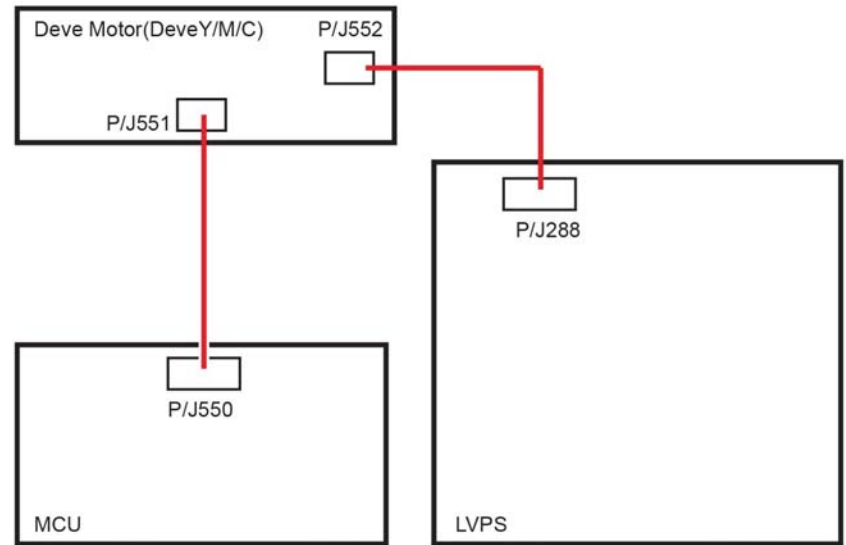 Deve Motor(DeveY/M/C)
P/J552
P/J551
P/J288
P/J550
MCU
LVPS